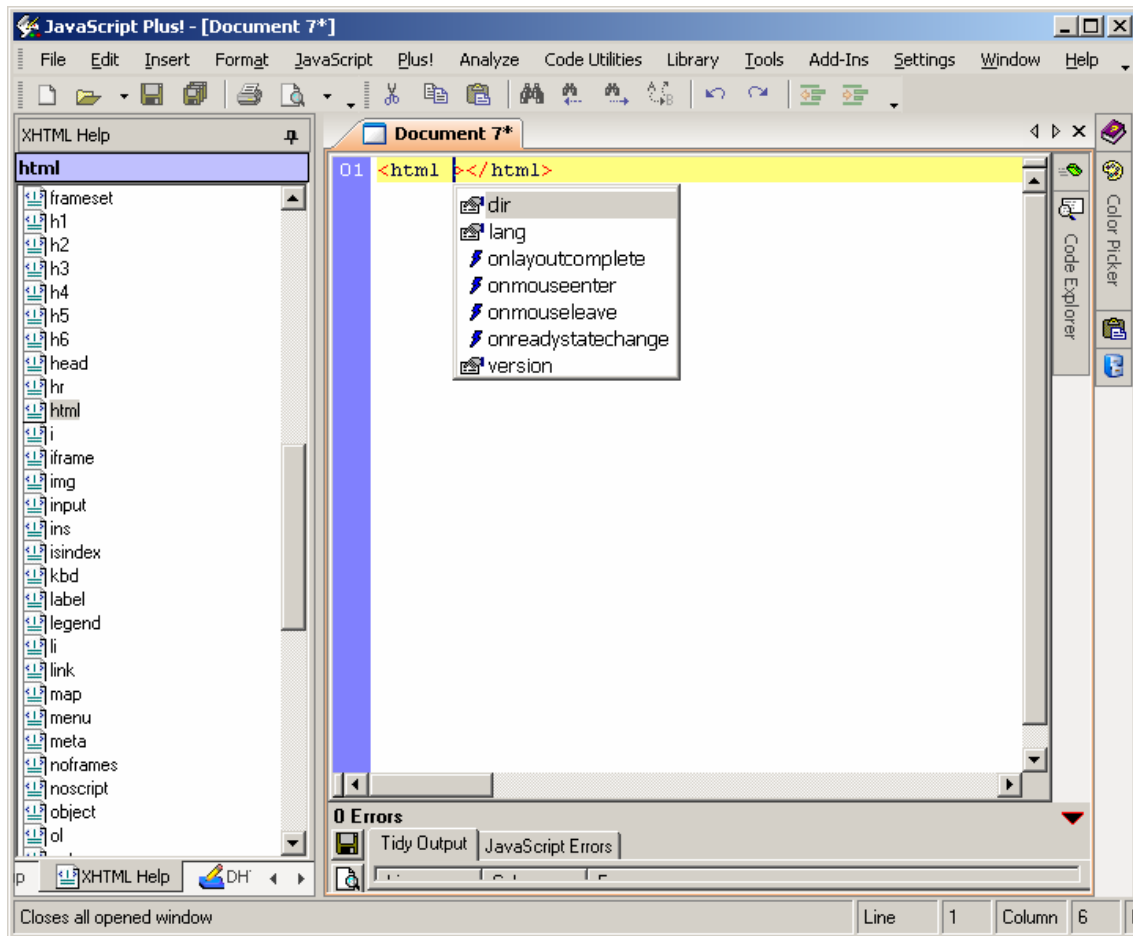 JavaScript Plus! - [Document 7*]
File Edit Insert Format JavaScript Plus! Analyze Code Utilities Library Tools Add-Ins Settings Window Help
XHTML Help
html
frameset
h1
h2
h3
h4
h5
h6
head
hr
html
i
iframe
img
input
ins
isindex
kbd
label
legend
li
link
map
menu
meta
noframes
noscript
object
ol
XHTML Help
Document 7*
01 <html ></html>
dir
lang
onlayoutcomplete
onmouseenter
onmouseleave
onreadystatechange
version
Code Explorer
Color Picker
0 Errors
Tidy Output JavaScript Errors
Closes all opened window Line 1 Column 6